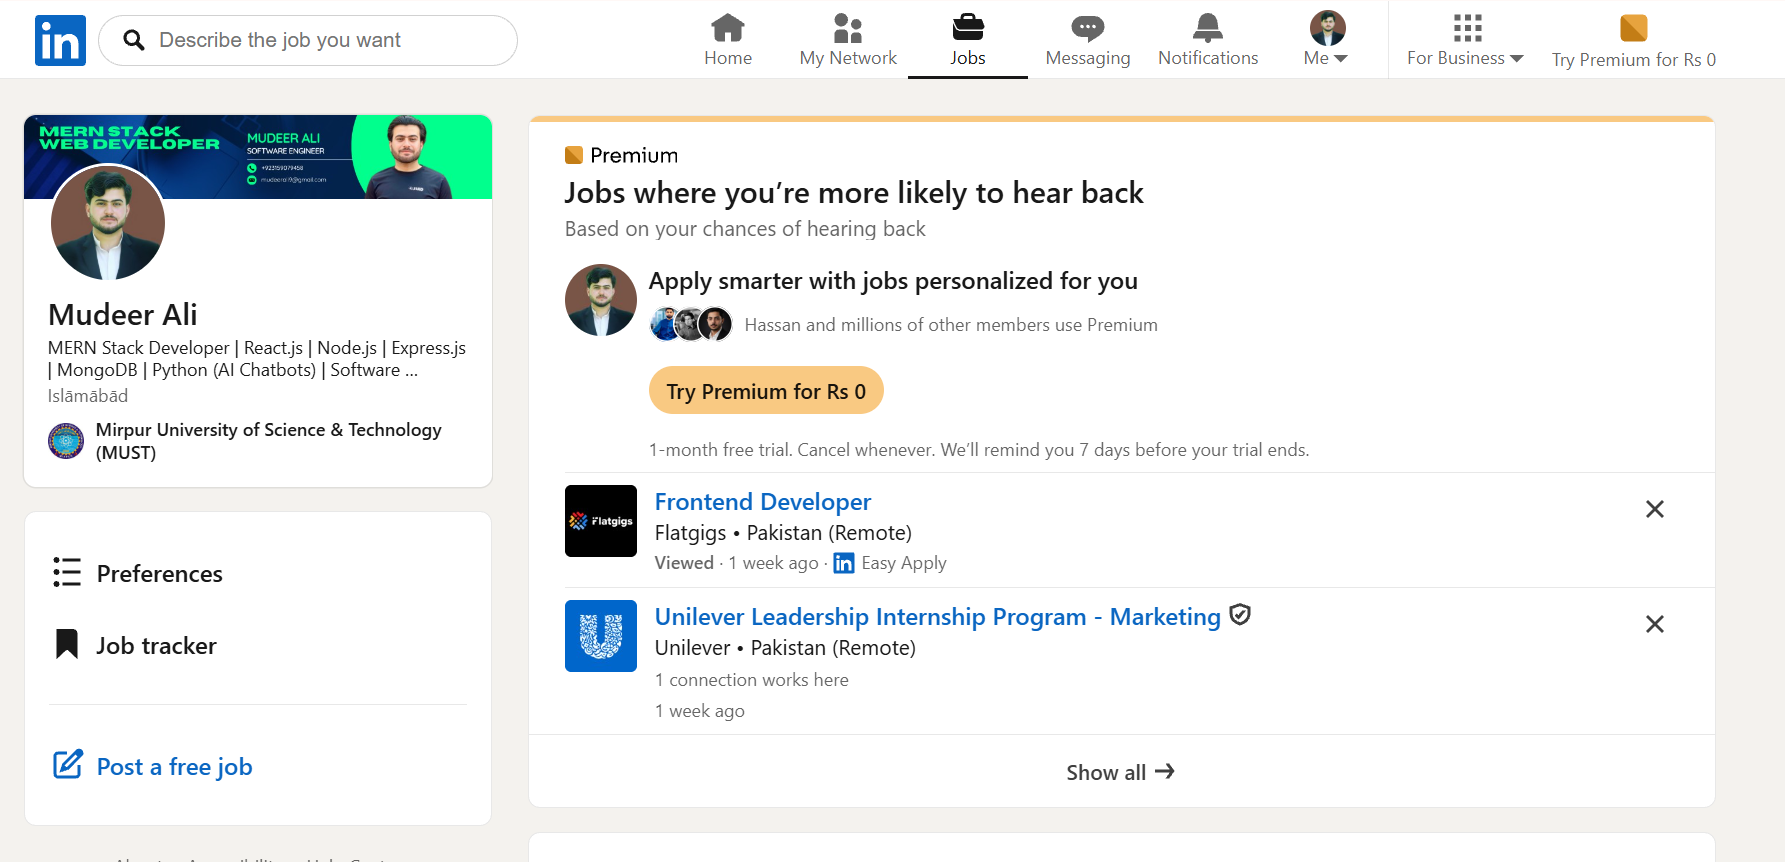 in
Describe the job you want
Home
My Network
Jobs
Messaging
Notifications
Me
For Business
Try Premium for Rs 0
MERN STACK
WEB DEVELOPER
MUDEER ALI
SOFTWARE ENGINEER
+923159079458
mudeerali9@gmail.com
Mudeer Ali
MERN Stack Developer | React.js | Node.js | Express.js
| MongoDB | Python (AI Chatbots) | Software ...
Islāmābād
Mirpur University of Science & Technology
(MUST)
Preferences
Job tracker
Post a free job
Premium
Jobs where you’re more likely to hear back
Based on your chances of hearing back
Apply smarter with jobs personalized for you
Hassan and millions of other members use Premium
Try Premium for Rs 0
1-month free trial. Cancel whenever. We’ll remind you 7 days before your trial ends.
Flatgigs
Frontend Developer
Flatgigs • Pakistan (Remote)
Viewed · 1 week ago · in Easy Apply
Unilever Leadership Internship Program - Marketing
Unilever • Pakistan (Remote)
1 connection works here
1 week ago
Show all →